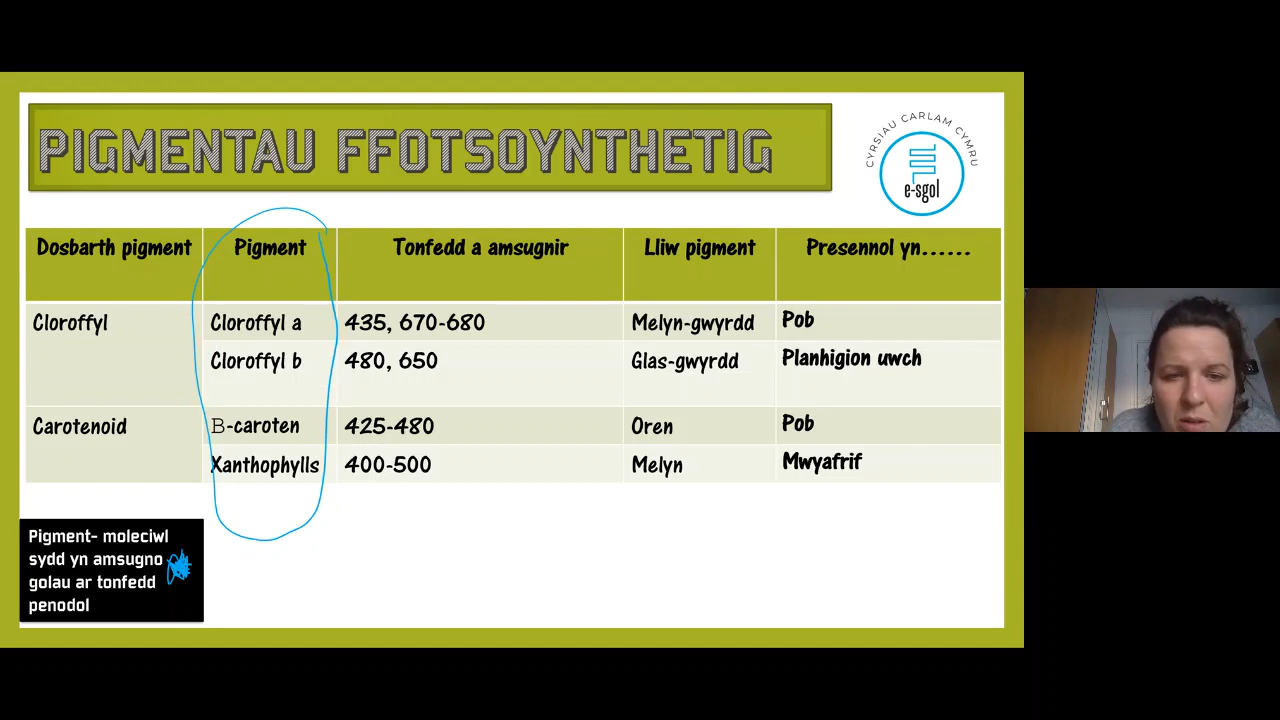 PIGMENTAU FFOTSOYNTHETIG
CYRSIAU CARLAM CYMRU
e-sgol
Dosbarth pigment Pigment Tonfedd a amsugnir Lliw pigment Presennol yn......
Cloroffyl Cloroffyl a 435, 670-680 Melyn-gwyrdd Pob
Cloroffyl b 480, 650 Glas-gwyrdd Planhigion uwch
Carotenoid B-caroten 425-480 Oren Pob
Xanthophylls 400-500 Melyn Mwyafrif
Pigment- moleciwl
sydd yn amsugno
golau ar tonfedd
penodol